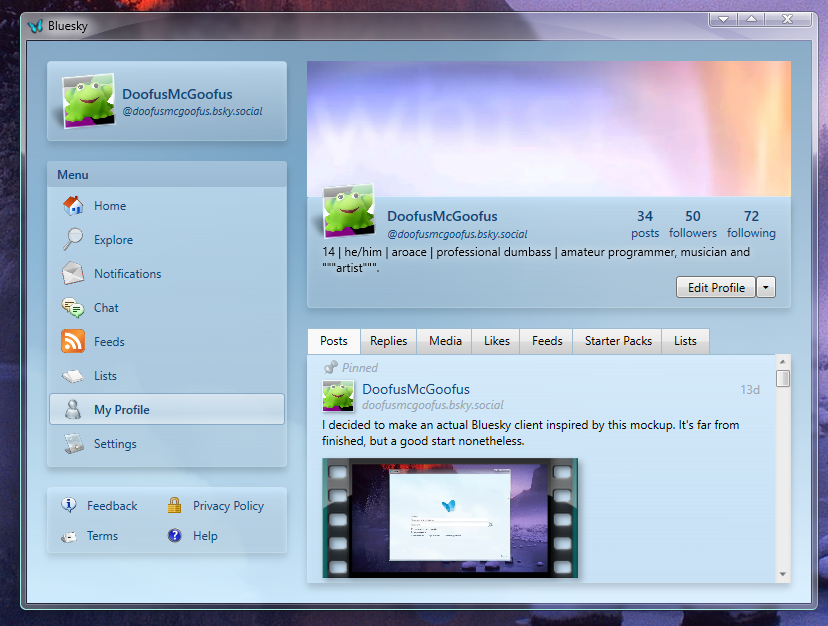 Bluesky
DoofusMcGoofus
@doofusmcgoofus.bsky.social
Menu
Home
Explore
Notifications
Chat
Feeds
Lists
My Profile
Settings
Feedback
Privacy Policy
Terms
Help
DoofusMcGoofus
@doofusmcgoofus.bsky.social
34 50 72
posts followers following
14 | he/him | aroace | professional dumbass | amateur programmer, musician and
"""artist""".
Edit Profile
Posts Replies Media Likes Feeds Starter Packs Lists
Pinned
DoofusMcGoofus 13d
doofusmcgoofus.bsky.social
I decided to make an actual Bluesky client inspired by this mockup. It's far from
finished, but a good start nonetheless.